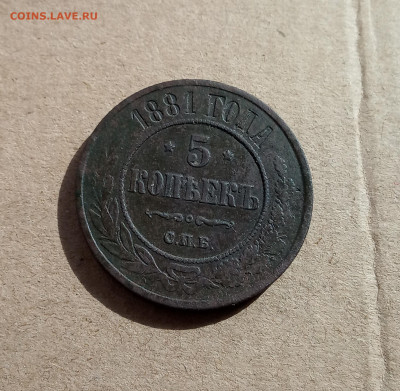 COINS.LAVE.RU
1881 ГОДА
* 5 *
КОПѢЕКЪ
С.П.Б.